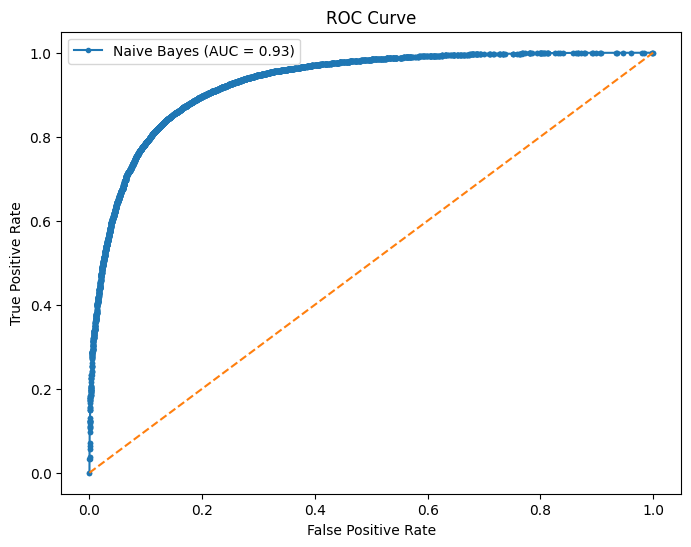 ROC Curve
Naive Bayes (AUC = 0.93)
1.0
0.8
0.6
0.4
0.2
0.0
True Positive Rate
0.0 0.2 0.4 0.6 0.8 1.0
False Positive Rate